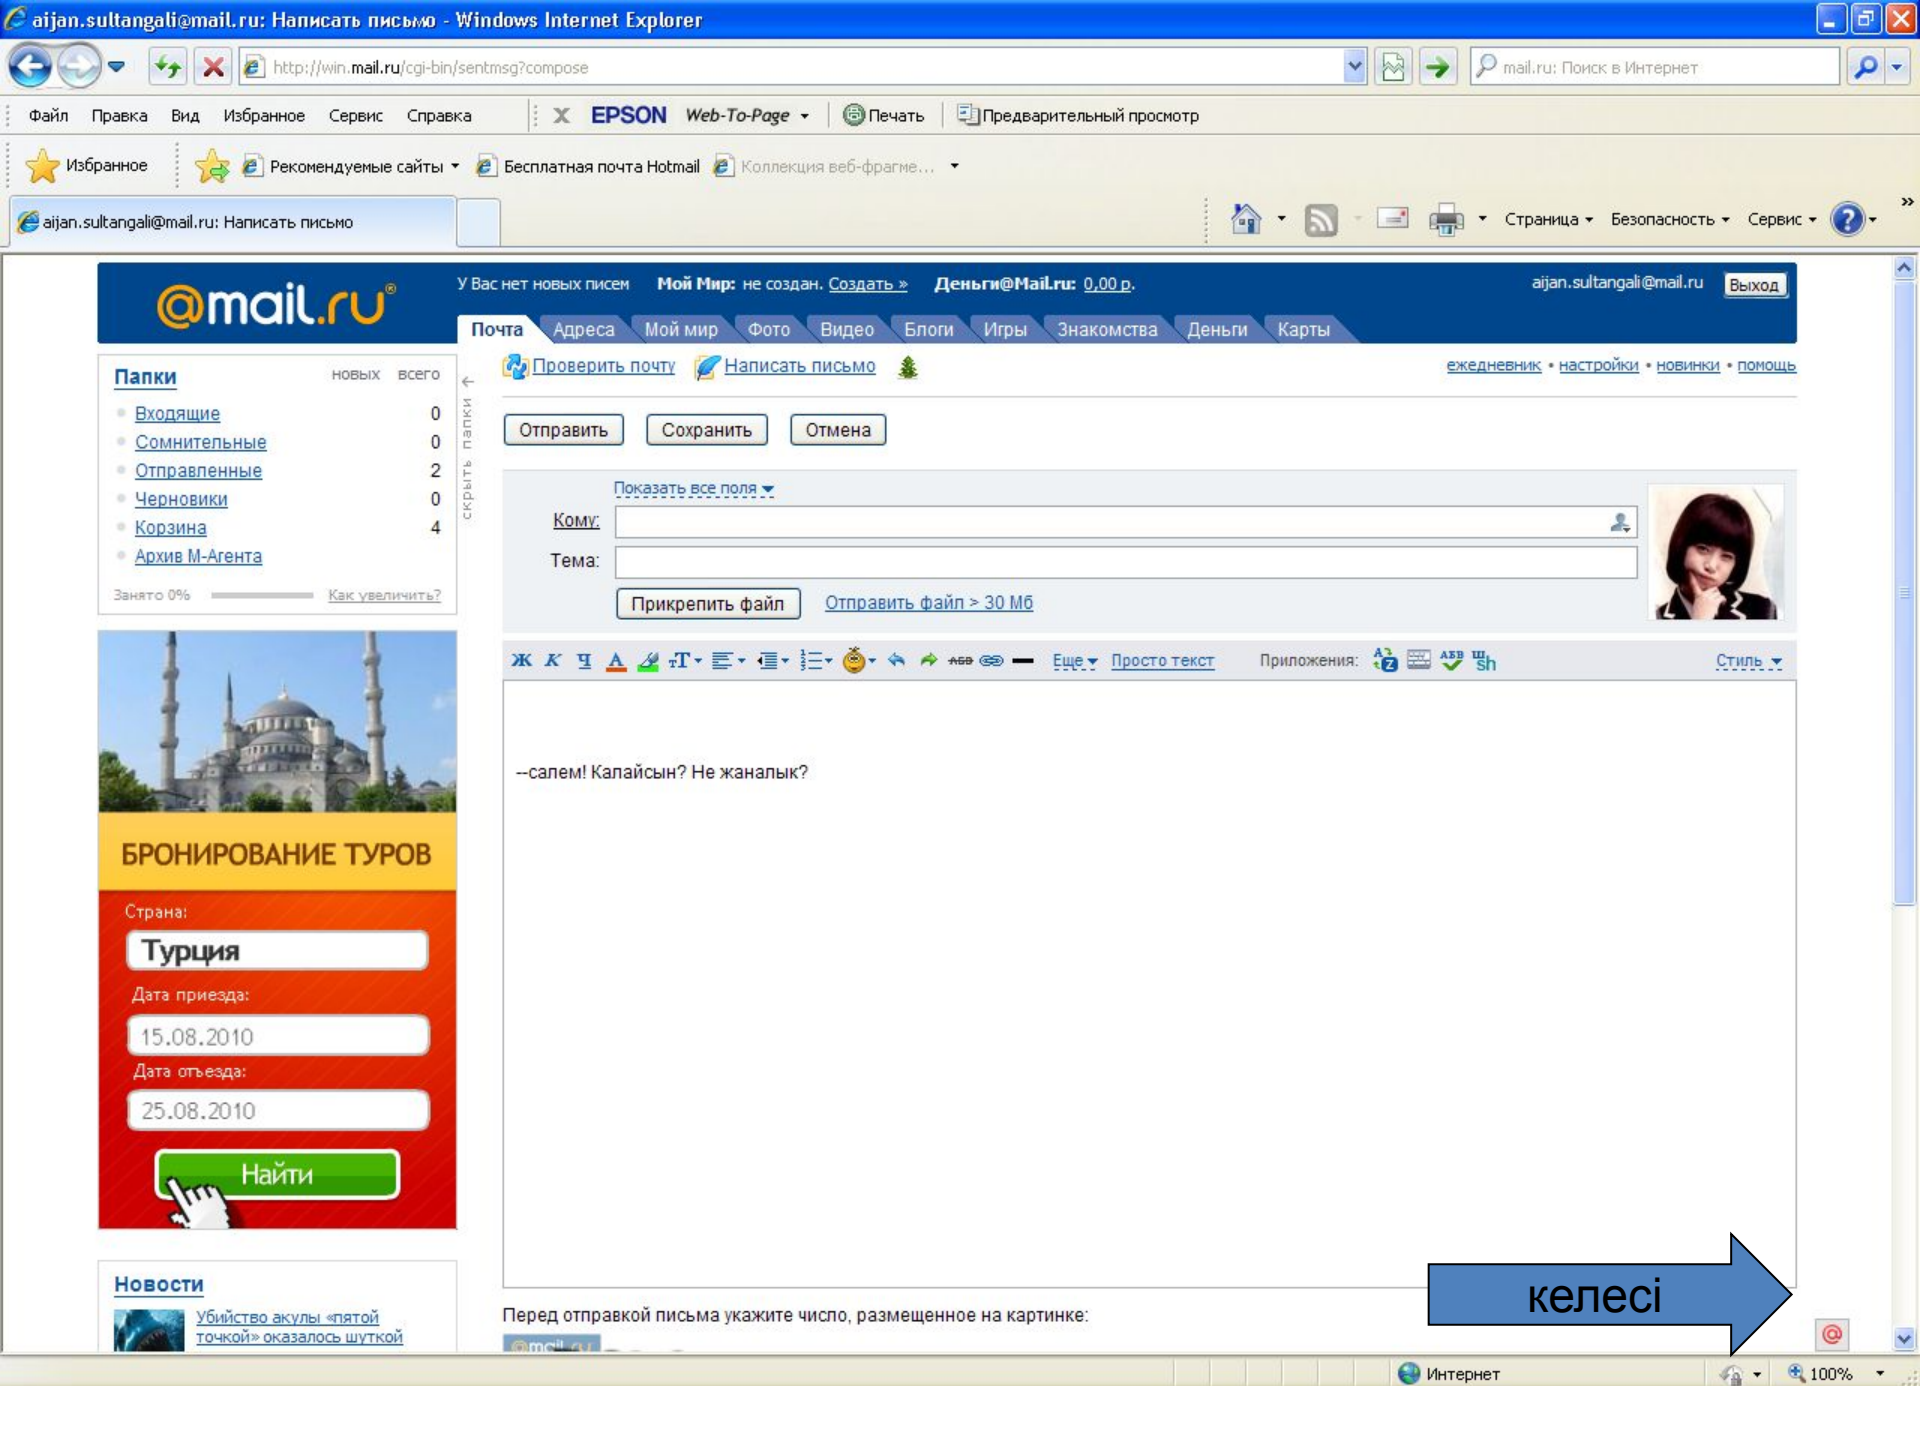 aijan.sultangali@mail.ru: Написать письмо - Windows Internet Explorer
http://win.mail.ru/cgi-bin/sentmsg?compose
mail.ru: Поиск в Интернет
Файл Правка Вид Избранное Сервис Справка
X EPSON Web-To-Page Печать Предварительный просмотр
Избранное Рекомендуемые сайты Бесплатная почта Hotmail Коллекция веб-фрагме...
aijan.sultangali@mail.ru: Написать письмо
Страница Безопасность Сервис
@mail.ru®
У Вас нет новых писем Мой Мир: не создан. Создать » Деньги@Mail.ru: 0,00 р.
aijan.sultangali@mail.ru Выход
Почта Адреса Мой мир Фото Видео Блоги Игры Знакомства Деньги Карты
Проверить почту Написать письмо
ежедневник • настройки • новинки • помощь
Папки новых всего
Входящие 0
Сомнительные 0
Отправленные 2
Черновики 0
Корзина 4
Архив М-Агента
Занято 0% Как увеличить?
скрыть папки
Отправить Сохранить Отмена
Показать все поля
Кому:
Тема:
Прикрепить файл Отправить файл > 30 Мб
Ж К Ч А тТ АБВ Еще Просто текст Приложения: АБВ Шsh Стиль
--салем! Калайсын? Не жаналык?
БРОНИРОВАНИЕ ТУРОВ
Страна:
Турция
Дата приезда:
15.08.2010
Дата отъезда:
25.08.2010
Найти
Новости
Убийство акулы «пятой
точкой» оказалось шуткой
Перед отправкой письма укажите число, размещенное на картинке:
келесі
@
Интернет
100%